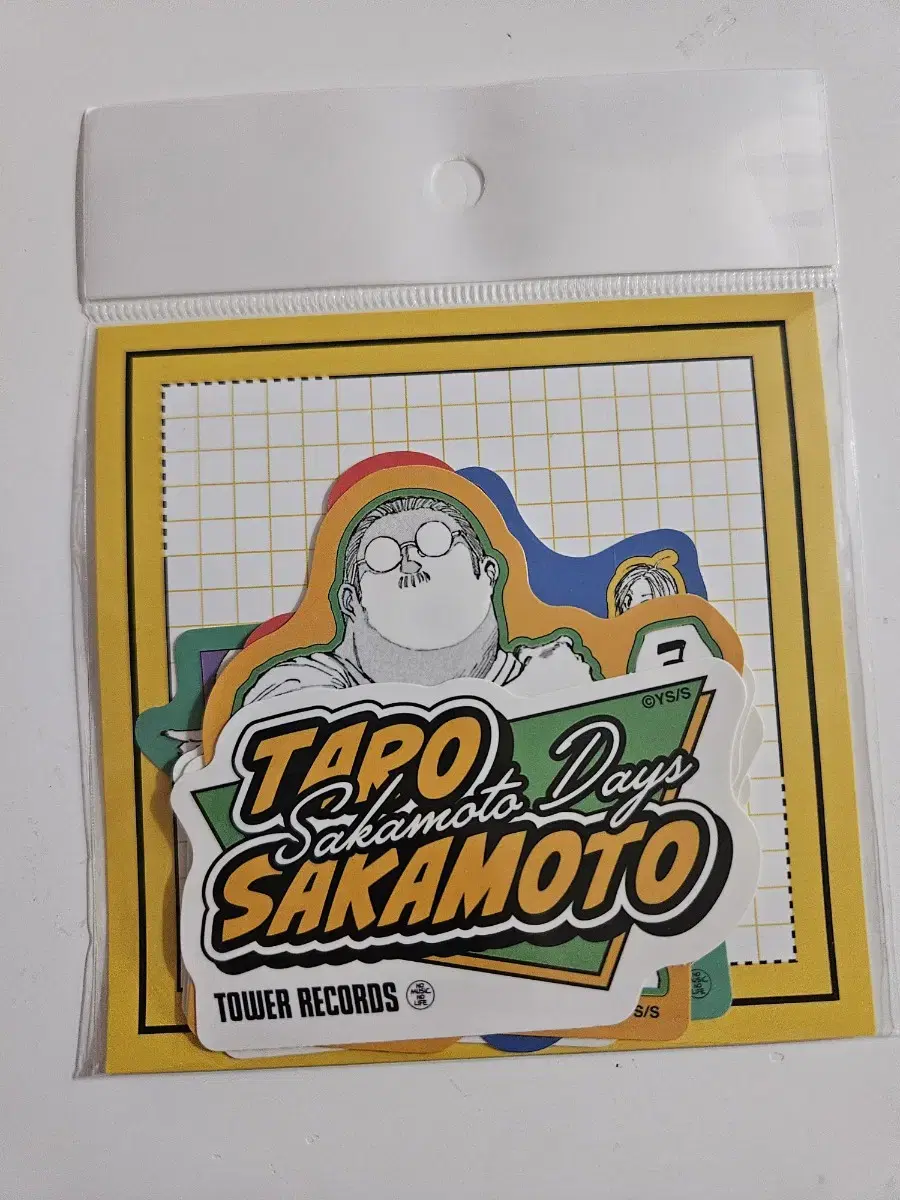 ©YS/S
TARO
Sakamoto Days
SAKAMOTO
TOWER RECORDS
NO
MUSIC
NO
LIFE
S/S